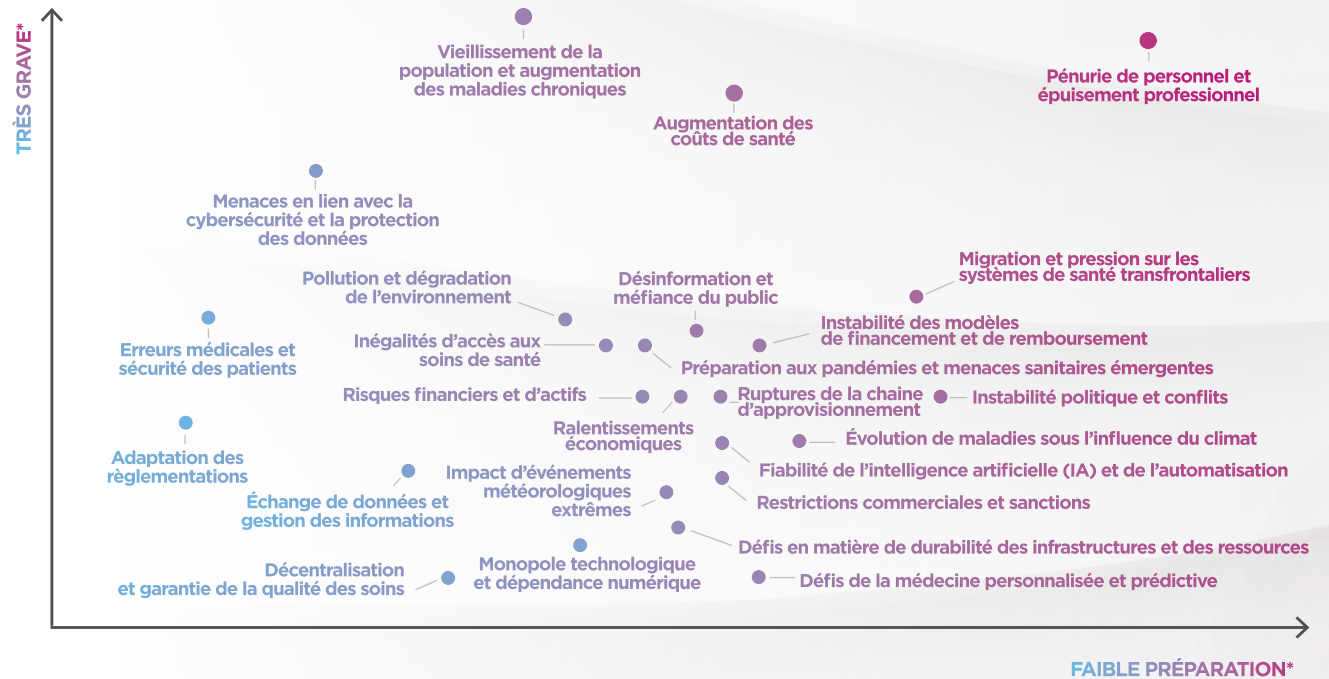 TRÈS GRAVE*
Vieillissement de la
population et augmentation
des maladies chroniques
Pénurie de personnel et
épuisement professionnel
Augmentation des
coûts de santé
Menaces en lien avec la
cybersécurité et la protection
des données
Migration et pression sur les
systèmes de santé transfrontaliers
Pollution et dégradation
de l'environnement
Désinformation et
méfiance du public
Instabilité des modèles
de financement et de remboursement
Inégalités d'accès aux
soins de santé
Erreurs médicales et
sécurité des patients
Préparation aux pandémies et menaces sanitaires émergentes
Risques financiers et d'actifs
Ruptures de la chaine
d'approvisionnement
Instabilité politique et conflits
Ralentissements
économiques
Évolution de maladies sous l'influence du climat
Adaptation des
règlementations
Impact d'événements
météorologiques
extrêmes
Fiabilité de l'intelligence artificielle (IA) et de l'automatisation
Échange de données et
gestion des informations
Restrictions commerciales et sanctions
Défis en matière de durabilité des infrastructures et des ressources
Décentralisation
et garantie de la qualité des soins
Monopole technologique
et dépendance numérique
Défis de la médecine personnalisée et prédictive
FAIBLE PRÉPARATION*